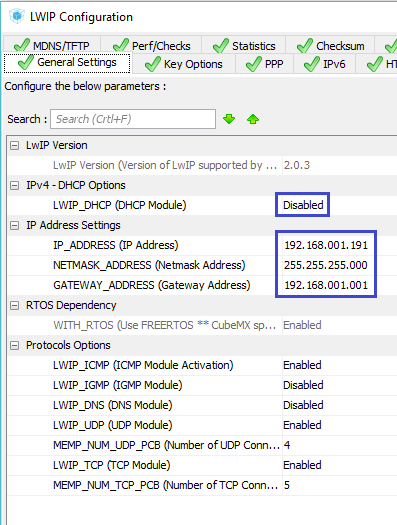 LWIP Configuration
MDNS/TFTP Perf/Checks Statistics Checksum
General Settings Key Options PPP IPv6 HT
Configure the below parameters :
Search : Search (Crtl+F)
LwIP Version
LwIP Version (Version of LwIP supported by ... 2.0.3
IPv4 - DHCP Options
LWIP_DHCP (DHCP Module) Disabled
IP Address Settings
IP_ADDRESS (IP Address) 192.168.001.191
NETMASK_ADDRESS (Netmask Address) 255.255.255.000
GATEWAY_ADDRESS (Gateway Address) 192.168.001.001
RTOS Dependency
WITH_RTOS (Use FREERTOS ** CubeMX sp... Enabled
Protocols Options
LWIP_ICMP (ICMP Module Activation) Enabled
LWIP_IGMP (IGMP Module) Disabled
LWIP_DNS (DNS Module) Disabled
LWIP_UDP (UDP Module) Enabled
MEMP_NUM_UDP_PCB (Number of UDP Conn... 4
LWIP_TCP (TCP Module) Enabled
MEMP_NUM_TCP_PCB (Number of TCP Conn... 5